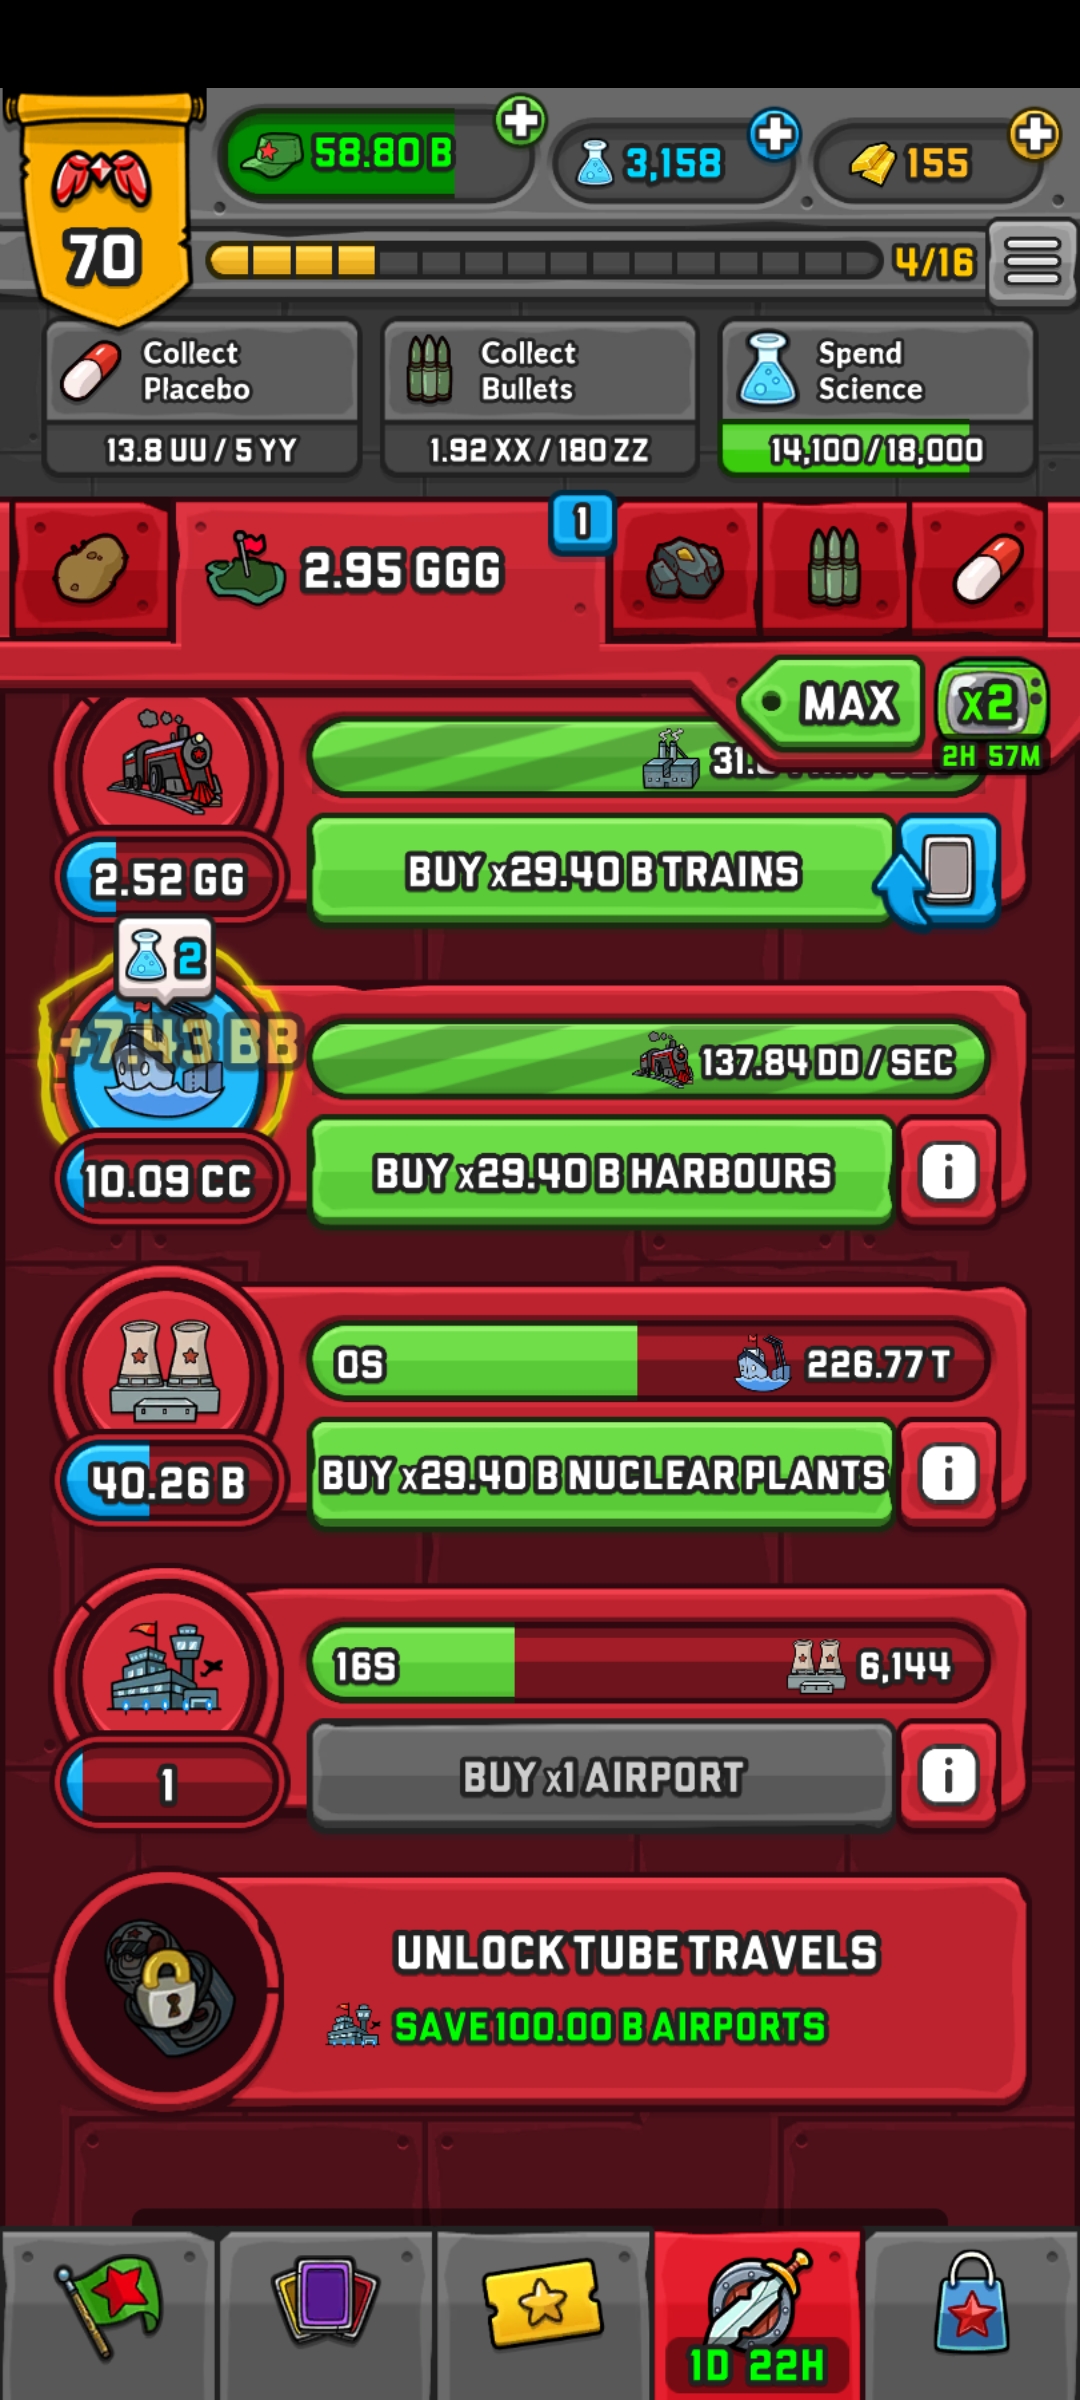 70
58.80 B
3,158
155
4/16
Collect
Placebo
13.8 UU / 5 YY
Collect
Bullets
1.92 XX / 180 ZZ
Spend
Science
14,100 / 18,000
2.95 GGG
1
MAX
x2
2H 57M
2.52 GG
BUY x29.40 B TRAINS
2
+7.43 BB
137.84 DD / SEC
10.09 CC
BUY x29.40 B HARBOURS
i
0S
226.77 T
40.26 B
BUY x29.40 B NUCLEAR PLANTS
i
16S
6,144
1
BUY x1 AIRPORT
i
UNLOCK TUBE TRAVELS
SAVE 100.00 B AIRPORTS
1D 22H